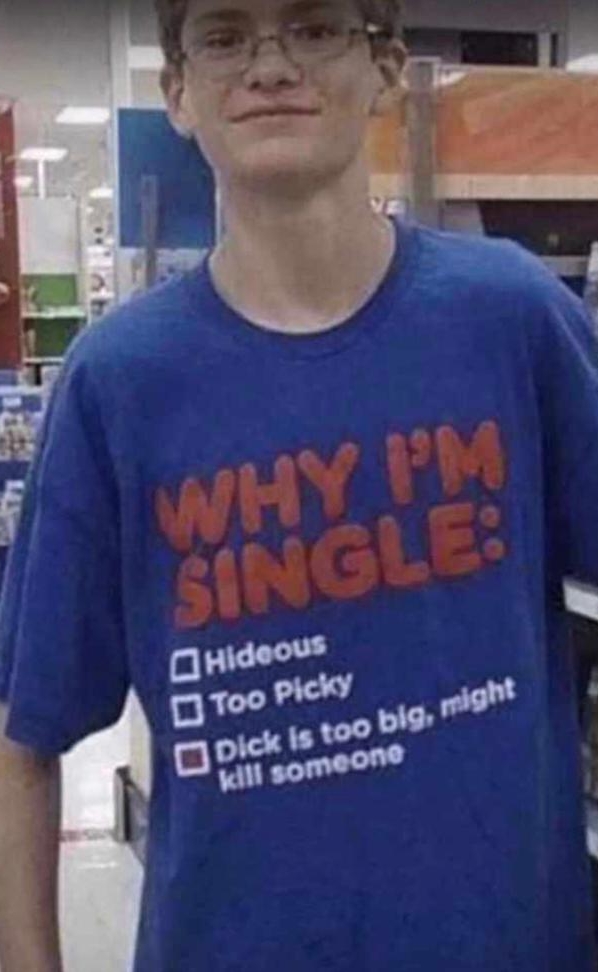 WHY I'M
SINGLE:
Hideous
Too Picky
Dick is too big, might
kill someone